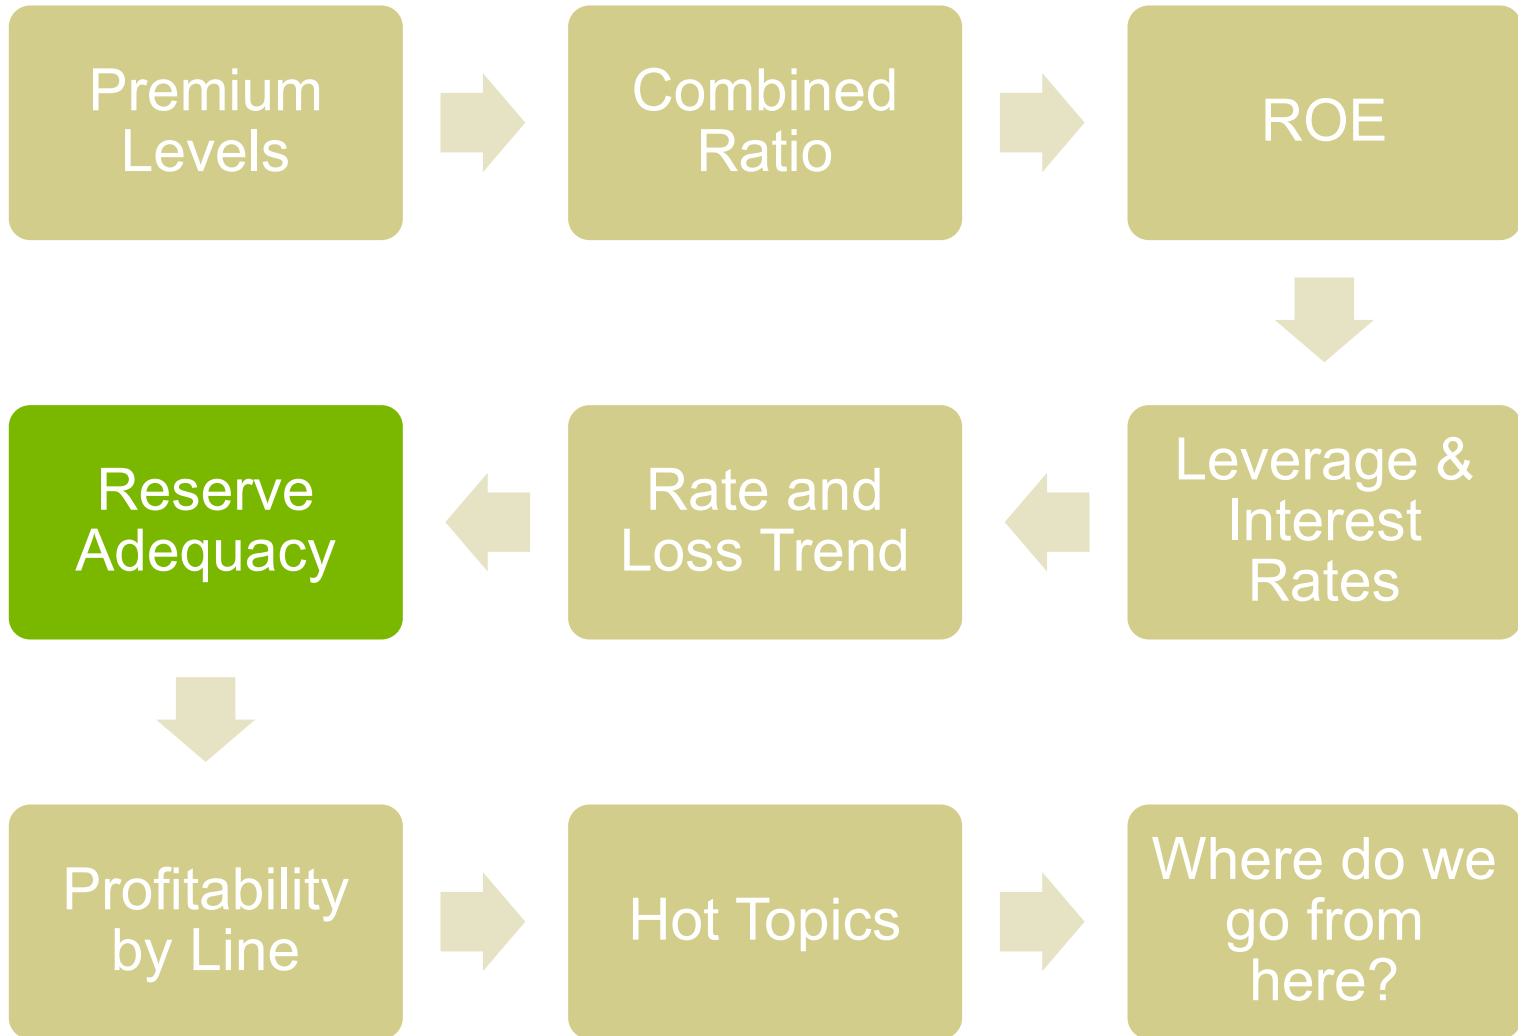 Premium
Levels
Combined
Ratio
ROE
Leverage &
Interest
Rates
Rate and
Loss Trend
Reserve
Adequacy
Profitability
by Line
Hot Topics
Where do we
go from
here?